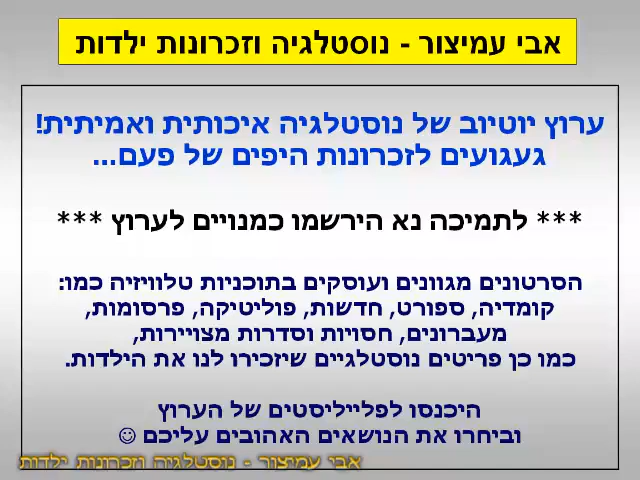 אבי עמיצור - נוסטלגיה וזכרונות ילדות
ערוץ יוטיוב של נוסטלגיה איכותית ואמיתית!
געגועים לזכרונות היפים של פעם...
*** לתמיכה נא הירשמו כמנויים לערוץ ***
הסרטונים מגוונים ועוסקים בתוכניות טלוויזיה כמו:
קומדיה, ספורט, חדשות, פוליטיקה, פרסומות,
מעברונים, חסויות וסדרות מצויירות,
כמו כן פריטים נוסטלגיים שיזכירו לנו את הילדות.
היכנסו לפלייליסטים של הערוץ
וביחרו את הנושאים האהובים עליכם ☺
אבי עמיצור - נוסטלגיה וזכרונות ילדות